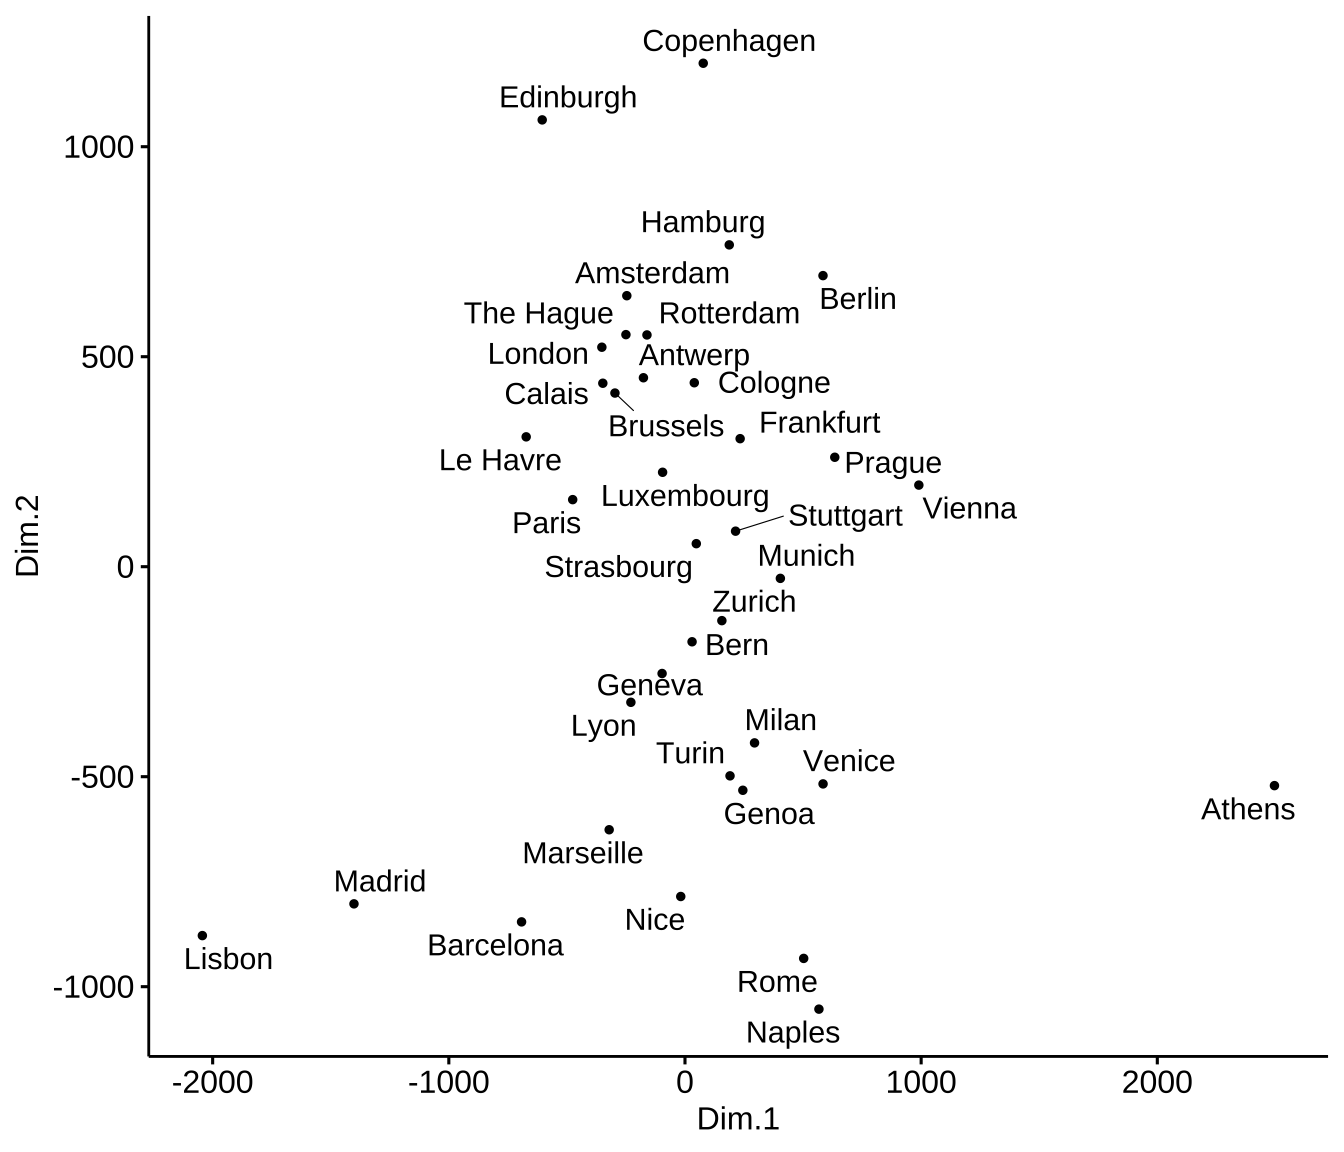 Copenhagen
Edinburgh
1000
Hamburg
Amsterdam
Berlin
The Hague
Rotterdam
London
Antwerp
500
Calais
Cologne
Brussels
Frankfurt
Le Havre
Prague
Luxembourg
Vienna
Paris
Stuttgart
Dim.2
Munich
0
Strasbourg
Zurich
Bern
Geneva
Lyon
Milan
Turin
Venice
-500
Genoa
Athens
Marseille
Madrid
Nice
Barcelona
Lisbon
Rome
-1000
Naples
-2000 -1000 0 1000 2000
Dim.1